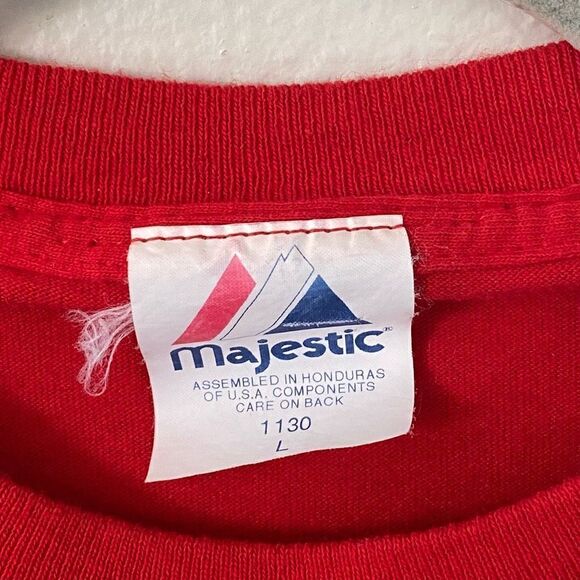 majestic®
ASSEMBLED IN HONDURAS
OF U.S.A. COMPONENTS
CARE ON BACK
1130
L